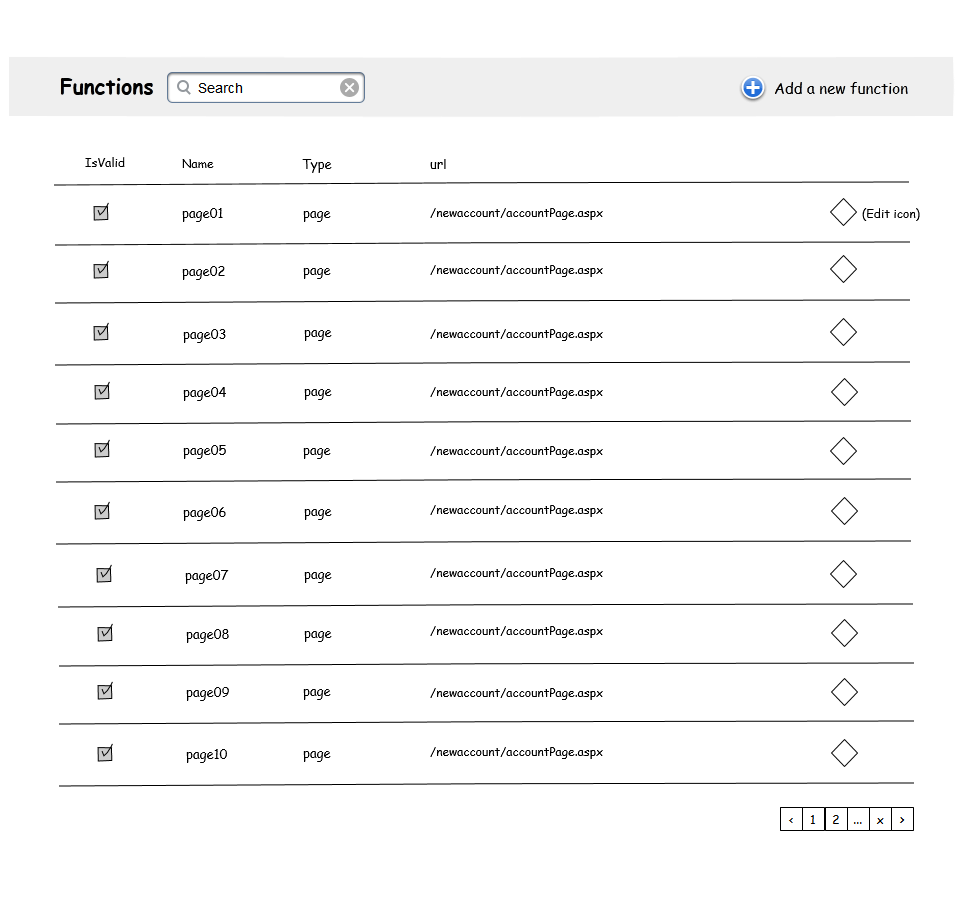 Functions Search Add a new function
IsValid Name Type url
page01 page /newaccount/accountPage.aspx (Edit icon)
page02 page /newaccount/accountPage.aspx
page03 page /newaccount/accountPage.aspx
page04 page /newaccount/accountPage.aspx
page05 page /newaccount/accountPage.aspx
page06 page /newaccount/accountPage.aspx
page07 page /newaccount/accountPage.aspx
page08 page /newaccount/accountPage.aspx
page09 page /newaccount/accountPage.aspx
page10 page /newaccount/accountPage.aspx
< 1 2 ... x >